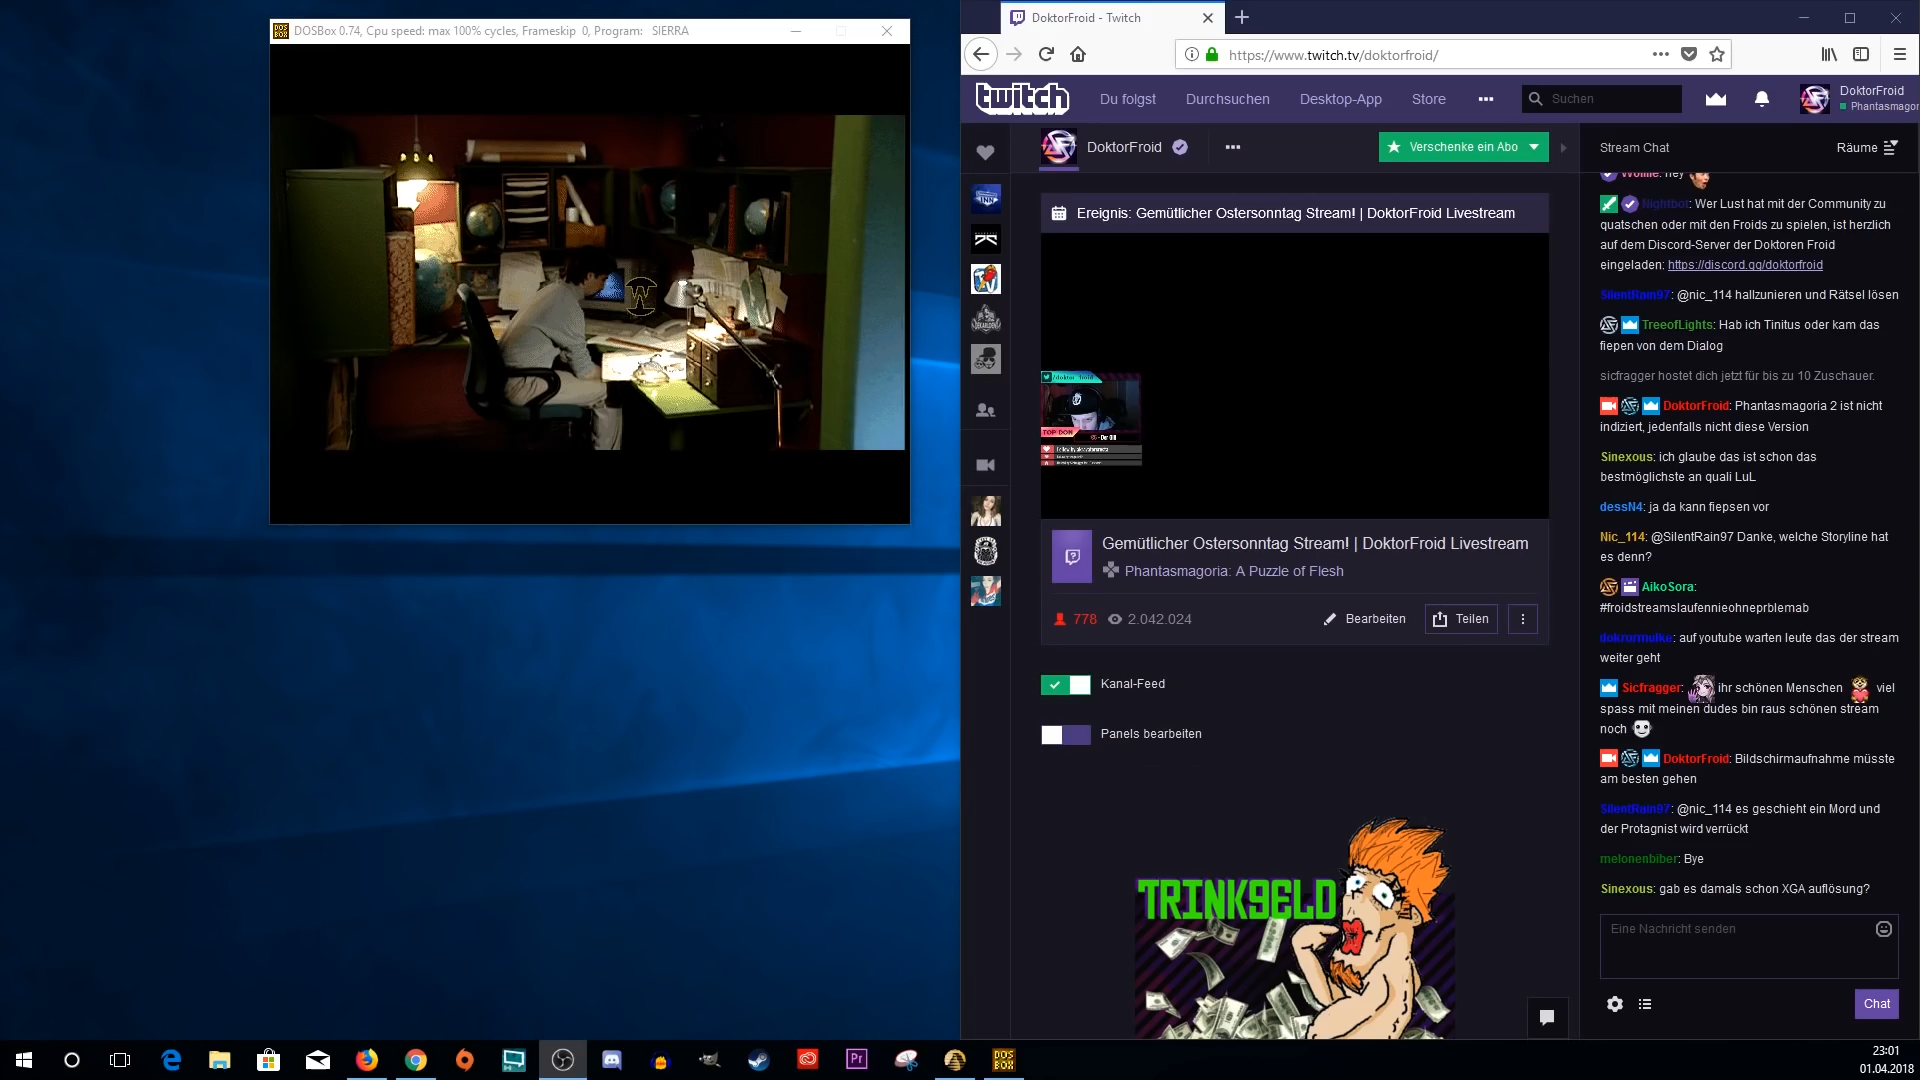 DOSBox 0.74, Cpu speed: max 100% cycles, Frameskip 0, Program: SIERRA
W
DoktorFroid - Twitch
https://www.twitch.tv/doktorfroid/
twitch
Du folgst
Durchsuchen
Desktop-App
Store
Suchen
DoktorFroid
Phantasmagor
DoktorFroid
Verschenke ein Abo
Ereignis: Gemütlicher Ostersonntag Stream! | DoktorFroid Livestream
TOP DON
Gemütlicher Ostersonntag Stream! | DoktorFroid Livestream
Phantasmagoria: A Puzzle of Flesh
778
2.042.024
Bearbeiten
Teilen
Kanal-Feed
Panels bearbeiten
TRINKGELD
Stream Chat
Räume
hey
Nightbot: Wer Lust hat mit der Community zu
quatschen oder mit den Froids zu spielen, ist herzlich
auf dem Discord-Server der Doktoren Froid
eingeladen: https://discord.gg/doktorfroid
SilentRain97: @nic_114 hallzunieren und Rätsel lösen
TreeofLights: Hab ich Tinitus oder kam das
fiepen von dem Dialog
sicfragger hostet dich jetzt für bis zu 10 Zuschauer.
DoktorFroid: Phantasmagoria 2 ist nicht
indiziert, jedenfalls nicht diese Version
Sinexous: ich glaube das ist schon das
bestmöglichste an quali LuL
dessN4: ja da kann fiepsen vor
Nic_114: @SilentRain97 Danke, welche Storyline hat
es denn?
AikoSora:
#froidstreamslaufennieohneprblemab
dokrormulke: auf youtube warten leute das der stream
weiter geht
Sicfragger: ihr schönen Menschen viel
spass mit meinen dudes bin raus schönen stream
noch
DoktorFroid: Bildschirmaufnahme müsste
am besten gehen
SilentRain97: @nic_114 es geschieht ein Mord und
der Protagnist wird verrückt
melonenbiber: Bye
Sinexous: gab es damals schon XGA auflösung?
Eine Nachricht senden
Chat
Pr
DOS
BOX
23:01
01.04.2018